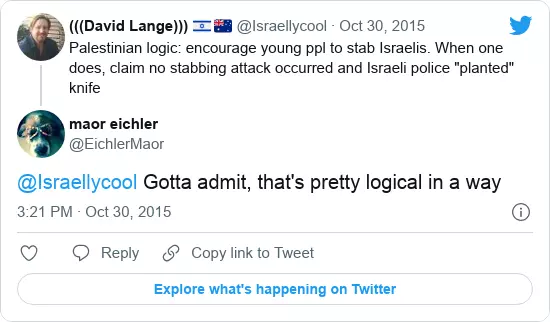 (((David Lange))) 🇮🇱 🇦🇺 @Israellycool · Oct 30, 2015
Palestinian logic: encourage young ppl to stab Israelis. When one
does, claim no stabbing attack occurred and Israeli police "planted"
knife
maor eichler
@EichlerMaor
@Israellycool Gotta admit, that's pretty logical in a way
3:21 PM · Oct 30, 2015
Reply
Copy link to Tweet
Explore what's happening on Twitter